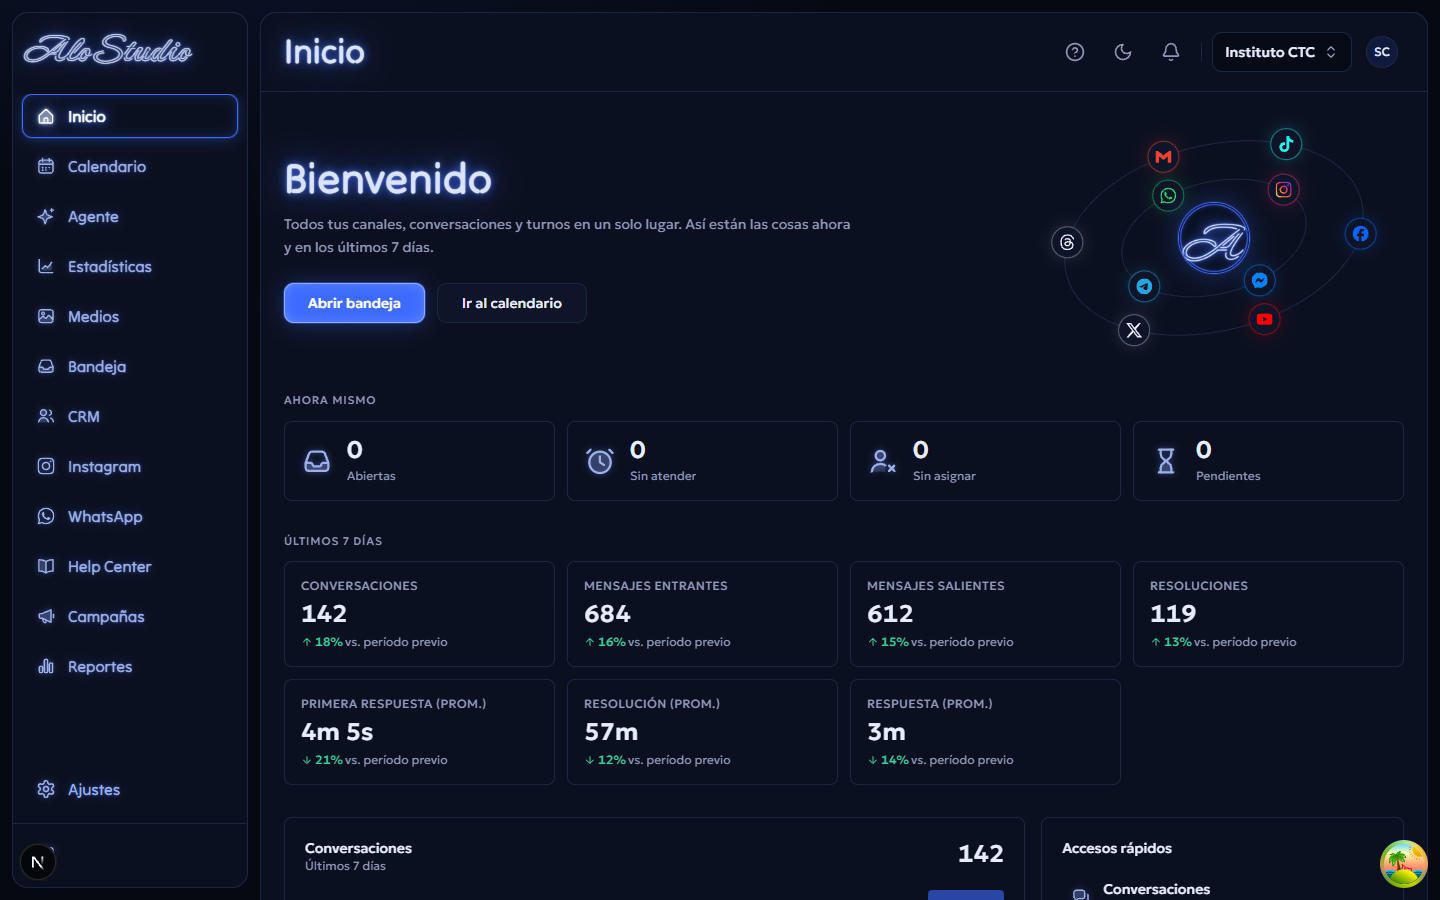 AloStudio
Inicio
Calendario
Agente
Estadísticas
Medios
Bandeja
CRM
Instagram
WhatsApp
Help Center
Campañas
Reportes
Ajustes
N
Inicio
Instituto CTC
SC
Bienvenido
Todos tus canales, conversaciones y turnos en un solo lugar. Así están las cosas ahora
y en los últimos 7 días.
Abrir bandeja
Ir al calendario
A
AHORA MISMO
0
Abiertas
0
Sin atender
0
Sin asignar
0
Pendientes
ÚLTIMOS 7 DÍAS
CONVERSACIONES
142
↑ 18% vs. período previo
MENSAJES ENTRANTES
684
↑ 16% vs. período previo
MENSAJES SALIENTES
612
↑ 15% vs. período previo
RESOLUCIONES
119
↑ 13% vs. período previo
PRIMERA RESPUESTA (PROM.)
4m 5s
↓ 21% vs. período previo
RESOLUCIÓN (PROM.)
57m
↓ 12% vs. período previo
RESPUESTA (PROM.)
3m
↓ 14% vs. período previo
Conversaciones
Últimos 7 días
142
Accesos rápidos
Conversaciones